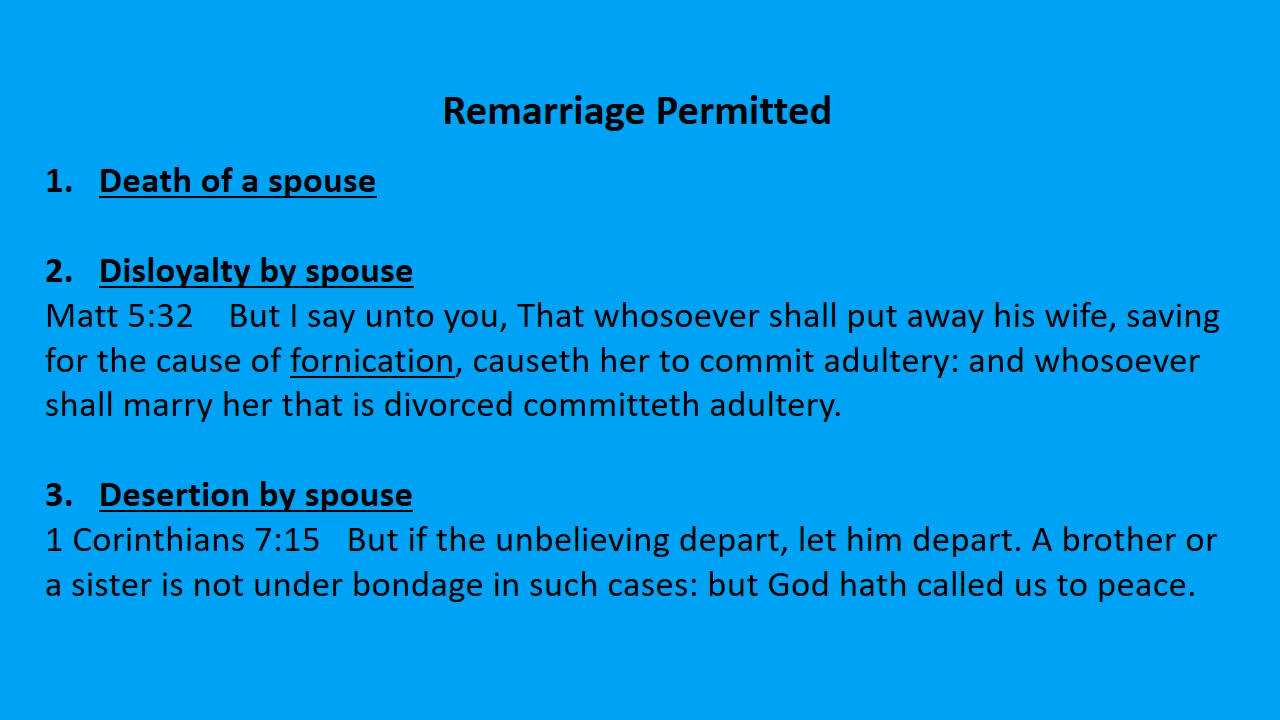 Remarriage Permitted
1. Death of a spouse
2. Disloyalty by spouse
Matt 5:32 But I say unto you, That whosoever shall put away his wife, saving
for the cause of fornication, causeth her to commit adultery: and whosoever
shall marry her that is divorced committeth adultery.
3. Desertion by spouse
1 Corinthians 7:15 But if the unbelieving depart, let him depart. A brother or
a sister is not under bondage in such cases: but God hath called us to peace.